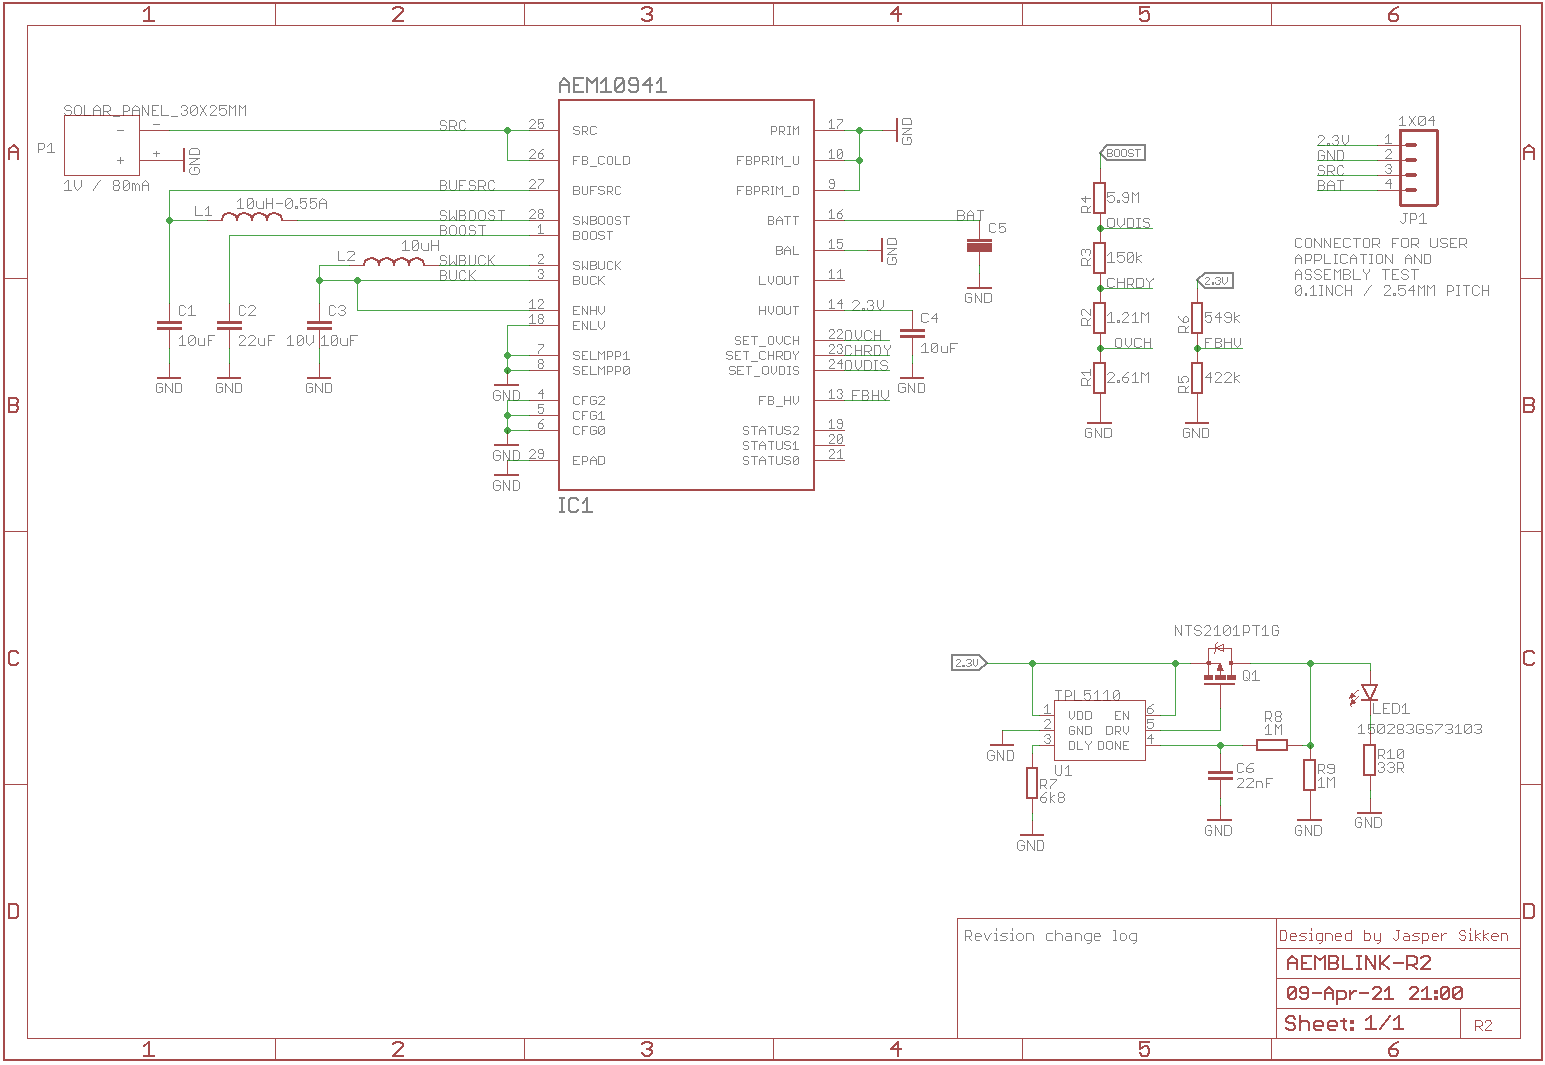 1 2 3 4 5 6
A A
B B
C C
D D
1 2 3 4 5 6
SOLAR_PANEL_30X25MM
P1
- -
+ +
GND
1V / 80mA
SRC
BUFSRC
L1
10uH-0.55A
SWBOOST
BOOST
10uH
L2
SWBUCK
BUCK
C1
10uF
GND
C2
22uF
GND
C3
10V 10uF
GND
AEM10941
25 SRC
26 FB_COLD
27 BUFSRC
28 SWBOOST
1 BOOST
2 SWBUCK
3 BUCK
12 ENHV
18 ENLV
7 SELMPP1
8 SELMPP0
GND
4 CFG2
5 CFG1
6 CFG0
GND
29 EPAD
GND
IC1
PRIM 17
GND
FBPRIM_U 10
FBPRIM_D 9
BATT 16 BAT
C5
GND
BAL 15
GND
LVOUT 11
HVOUT 14 2.3V
C4
10uF
GND
SET_OVCH 22 OVCH
SET_CHRDY 23 CHRDY
SET_OVDIS 24 OVDIS
FB_HV 13 FBHV
STATUS2 19
STATUS1 20
STATUS0 21
BOOST
R4 5.9M
OVDIS
R3 150k
CHRDY
R2 1.21M
OVCH
R1 2.61M
GND
2.3V
R6 549k
FBHV
R5 422k
GND
1X04
2.3V 1
GND 2
SRC 3
BAT 4
JP1
CONNECTOR FOR USER
APPLICATION AND
ASSEMBLY TEST
0.1INCH / 2.54MM PITCH
NTS2101PT1G
2.3V
Q1
TPL5110
1 VDD EN 6
2 GND DRV 5
3 DLY DONE 4
U1
GND
R7
6k8
GND
R8
1M
C6
22nF
GND
R9
1M
GND
LED1
150283GS73103
R10
33R
GND
Revision change log
Designed by Jasper Sikken
AEMBLINK-R2
09-Apr-21 21:00
Sheet: 1/1
R2